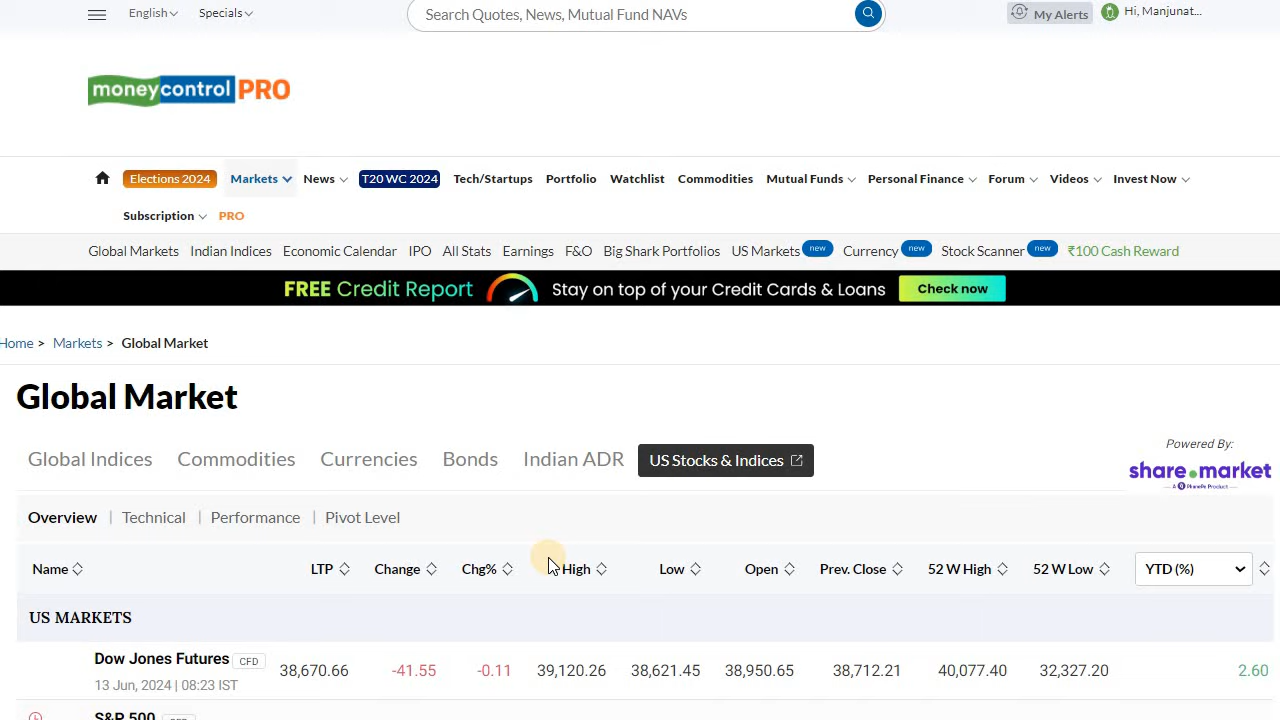 English Specials Search Quotes, News, Mutual Fund NAVs My Alerts Hi, Manjunat...
moneycontrol PRO
Elections 2024 Markets News T20 WC 2024 Tech/Startups Portfolio Watchlist Commodities Mutual Funds Personal Finance Forum Videos Invest Now
Subscription PRO
Global Markets Indian Indices Economic Calendar IPO All Stats Earnings F&O Big Shark Portfolios US Markets new Currency new Stock Scanner new ₹100 Cash Reward
FREE Credit Report Stay on top of your Credit Cards & Loans Check now
Home > Markets > Global Market
Global Market
Powered By:
Global Indices Commodities Currencies Bonds Indian ADR US Stocks & Indices
share.market
A PhonePe Product
Overview | Technical | Performance | Pivot Level
Name LTP Change Chg% High Low Open Prev. Close 52 W High 52 W Low YTD (%)
US MARKETS
Dow Jones Futures CFD 38,670.66 -41.55 -0.11 39,120.26 38,621.45 38,950.65 38,712.21 40,077.40 32,327.20 2.60
13 Jun, 2024 | 08:23 IST
S&P 500 CFD